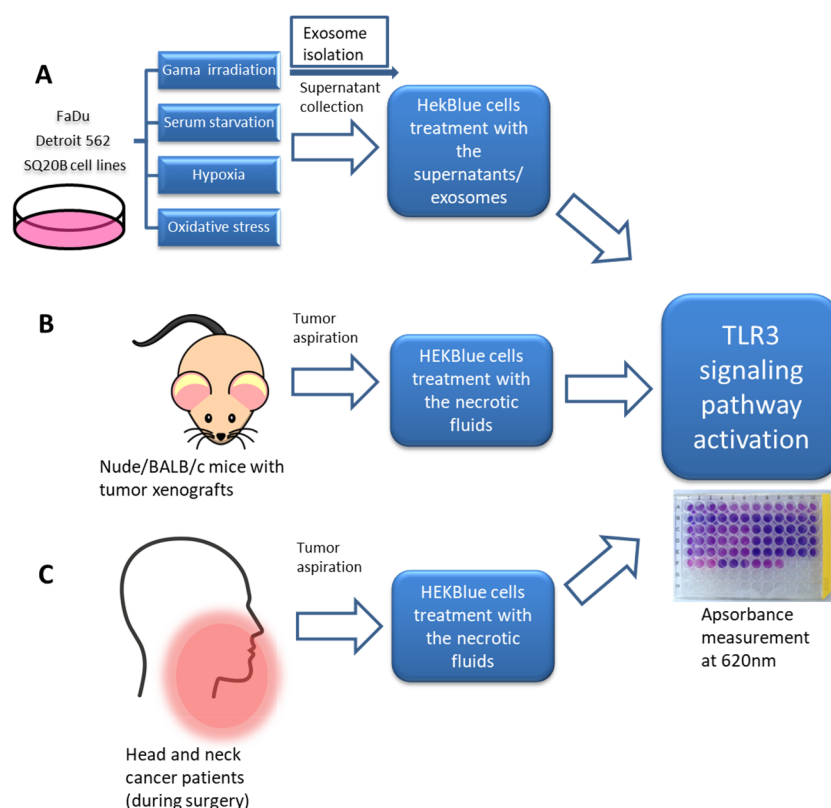 A
FaDu
Detroit 562
SQ20B cell lines
Gama irradiation
Serum starvation
Hypoxia
Oxidative stress
Exosome
isolation
Supernatant
collection
HekBlue cells
treatment with
the
supernatants/
exosomes
B
Nude/BALB/c mice with
tumor xenografts
Tumor
aspiration
HEKBlue cells
treatment with
the necrotic
fluids
TLR3
signaling
pathway
activation
Apsorbance
measurement
at 620nm
C
Head and neck
cancer patients
(during surgery)
Tumor
aspiration
HEKBlue cells
treatment with
the necrotic
fluids